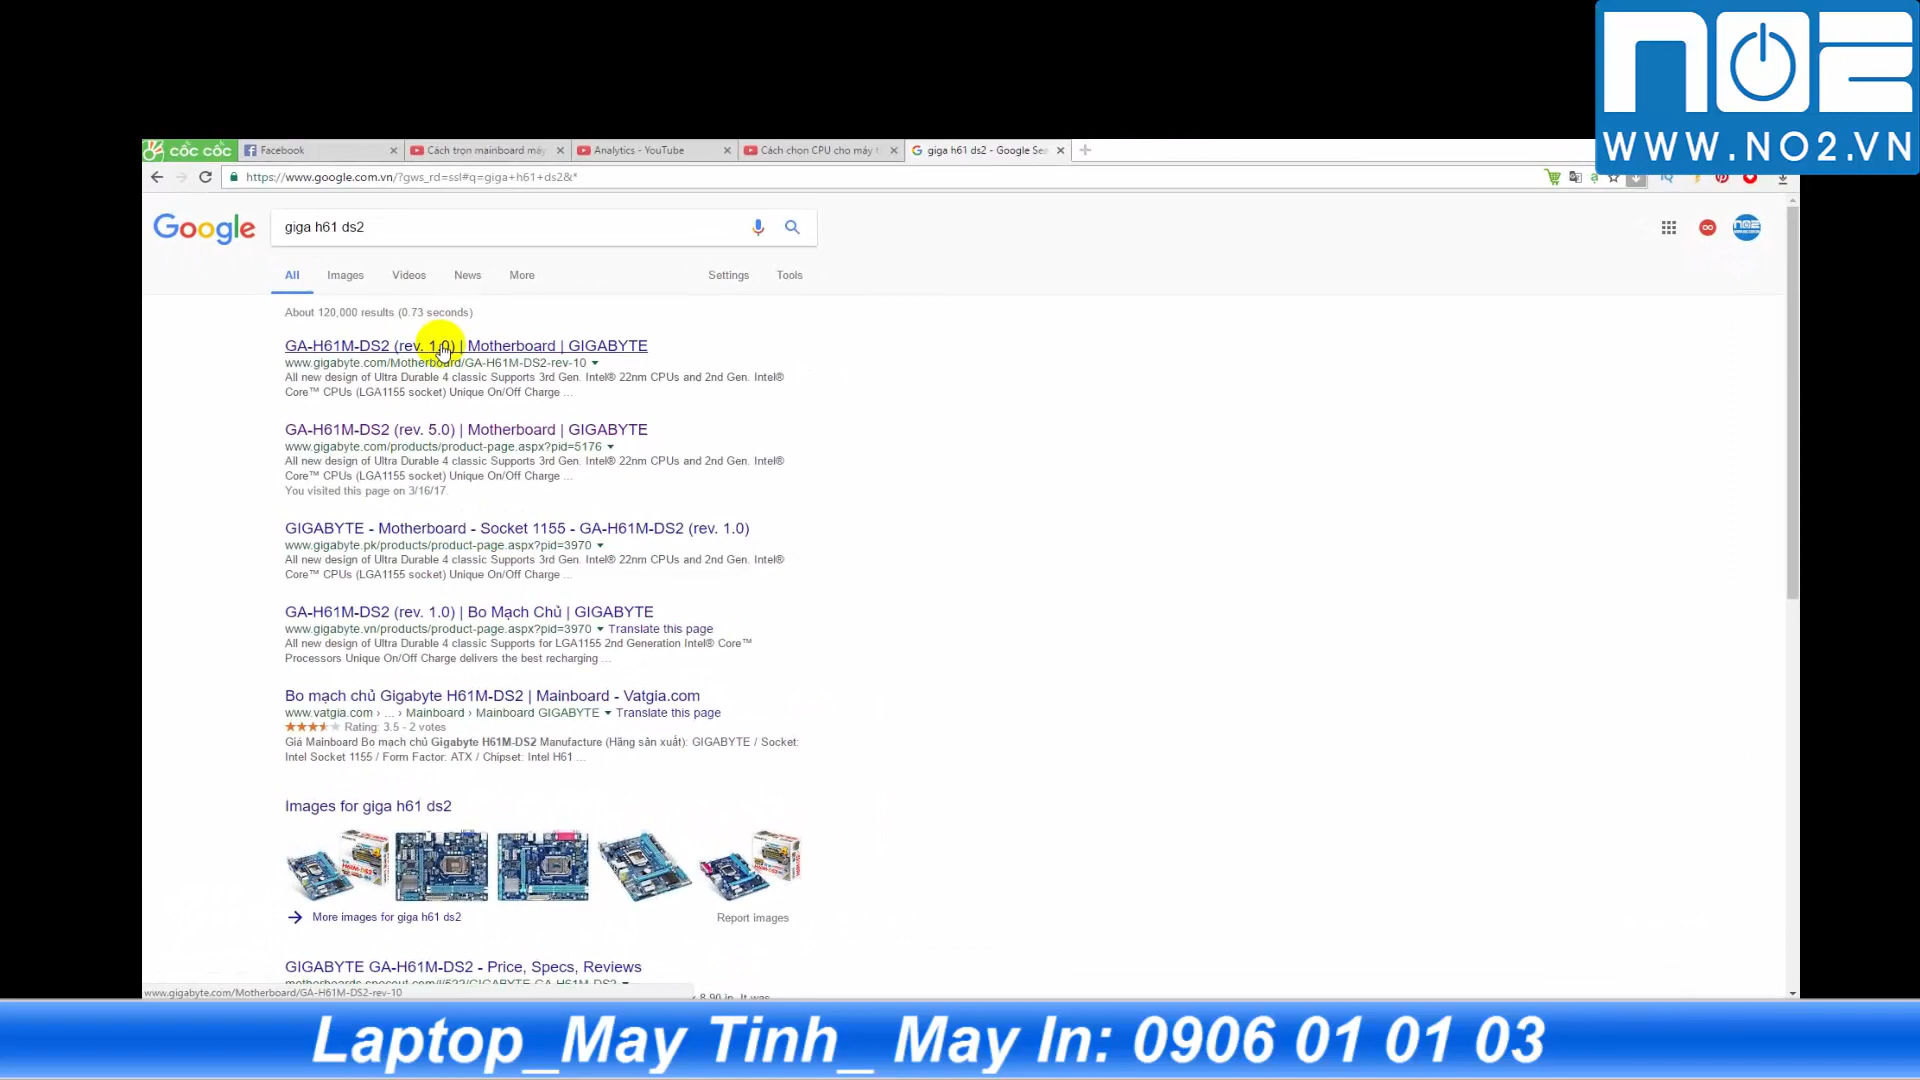 NO2
WWW.NO2.VN
cốc cốc
Facebook
Cách trọn mainboard máy
Analytics - YouTube
Cách chọn CPU cho máy t
giga h61 ds2 - Google Sea
https://www.google.com.vn/?gws_rd=ssl#q=giga+h61+ds2&*
Google
giga h61 ds2
All
Images
Videos
News
More
Settings
Tools
About 120,000 results (0.73 seconds)
GA-H61M-DS2 (rev. 1.0) | Motherboard | GIGABYTE
www.gigabyte.com/Motherboard/GA-H61M-DS2-rev-10
All new design of Ultra Durable 4 classic Supports 3rd Gen. Intel® 22nm CPUs and 2nd Gen. Intel®
Core™ CPUs (LGA1155 socket) Unique On/Off Charge ...
GA-H61M-DS2 (rev. 5.0) | Motherboard | GIGABYTE
www.gigabyte.com/products/product-page.aspx?pid=5176
All new design of Ultra Durable 4 classic Supports 3rd Gen. Intel® 22nm CPUs and 2nd Gen. Intel®
Core™ CPUs (LGA1155 socket) Unique On/Off Charge ...
You visited this page on 3/16/17.
GIGABYTE - Motherboard - Socket 1155 - GA-H61M-DS2 (rev. 1.0)
www.gigabyte.pk/products/product-page.aspx?pid=3970
All new design of Ultra Durable 4 classic Supports 3rd Gen. Intel® 22nm CPUs and 2nd Gen. Intel®
Core™ CPUs (LGA1155 socket) Unique On/Off Charge ...
GA-H61M-DS2 (rev. 1.0) | Bo Mạch Chủ | GIGABYTE
www.gigabyte.vn/products/product-page.aspx?pid=3970 Translate this page
All new design of Ultra Durable 4 classic Supports for LGA1155 2nd Generation Intel® Core™
Processors Unique On/Off Charge delivers the best recharging ...
Bo mạch chủ Gigabyte H61M-DS2 | Mainboard - Vatgia.com
www.vatgia.com › ... › Mainboard › Mainboard GIGABYTE Translate this page
Rating: 3.5 - 2 votes
Giá Mainboard Bo mạch chủ Gigabyte H61M-DS2 Manufacture (Hãng sản xuất): GIGABYTE / Socket:
Intel Socket 1155 / Form Factor: ATX / Chipset: Intel H61 ...
Images for giga h61 ds2
More images for giga h61 ds2
Report images
GIGABYTE GA-H61M-DS2 - Price, Specs, Reviews
www.gigabyte.com/Motherboard/GA-H61M-DS2-rev-10
Laptop_May Tinh_ May In: 0906 01 01 03